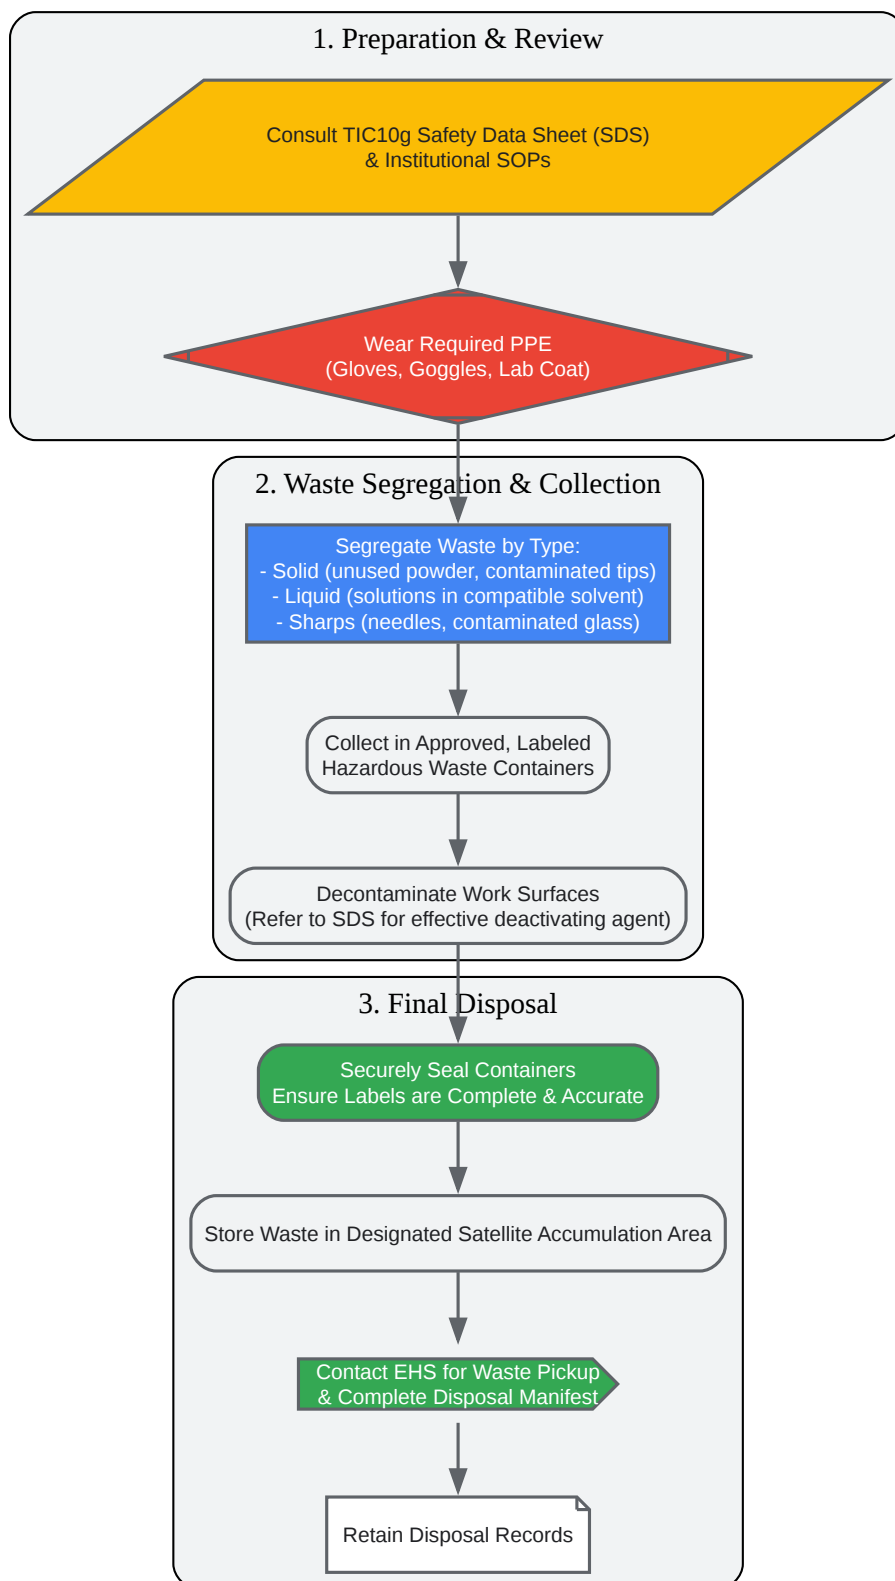 1. Preparation & Review
Consult TIC10g Safety Data Sheet (SDS)
& Institutional SOPs
Wear Required PPE
(Gloves, Goggles, Lab Coat)
2. Waste Segregation & Collection
Segregate Waste by Type:
- Solid (unused powder, contaminated tips)
- Liquid (solutions in compatible solvent)
- Sharps (needles, contaminated glass)
Collect in Approved, Labeled
Hazardous Waste Containers
Decontaminate Work Surfaces
(Refer to SDS for effective deactivating agent)
3. Final Disposal
Securely Seal Containers
Ensure Labels are Complete & Accurate
Store Waste in Designated Satellite Accumulation Area
Contact EHS for Waste Pickup
& Complete Disposal Manifest
Retain Disposal Records